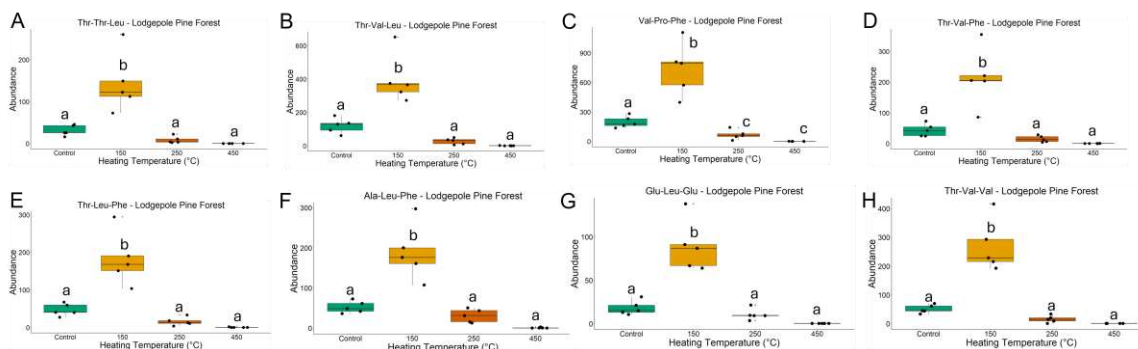 A
Thr-Thr-Leu - Lodgepole Pine Forest
Abundance
200
100
0
a
b
a
a
Control
150
250
450
Heating Temperature (°C)
B
Thr-Val-Leu - Lodgepole Pine Forest
Abundance
600
400
200
0
a
b
a
a
Control
150
250
450
Heating Temperature (°C)
C
Val-Pro-Phe - Lodgepole Pine Forest
Abundance
900
600
300
0
a
b
c
c
Control
150
250
450
Heating Temperature (°C)
D
Thr-Val-Phe - Lodgepole Pine Forest
Abundance
300
200
100
0
a
b
a
a
Control
150
250
450
Heating Temperature (°C)
E
Thr-Leu-Phe - Lodgepole Pine Forest
Abundance
300
200
100
0
a
b
a
a
Control
150
250
450
Heating Temperature (°C)
F
Ala-Leu-Phe - Lodgepole Pine Forest
Abundance
300
200
100
0
a
b
a
a
Control
150
250
450
Heating Temperature (°C)
G
Glu-Leu-Glu - Lodgepole Pine Forest
Abundance
100
50
0
a
b
a
a
Control
150
250
450
Heating Temperature (°C)
H
Thr-Val-Val - Lodgepole Pine Forest
Abundance
400
300
200
100
0
a
b
a
a
Control
150
250
450
Heating Temperature (°C)